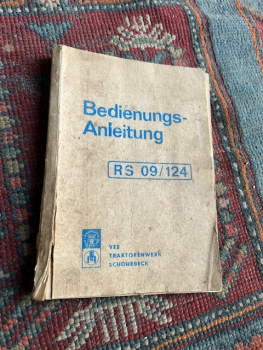 Bedienungs-
Anleitung
RS 09/124
VEB
TRAKTORENWERK
SCHÖNEBECK